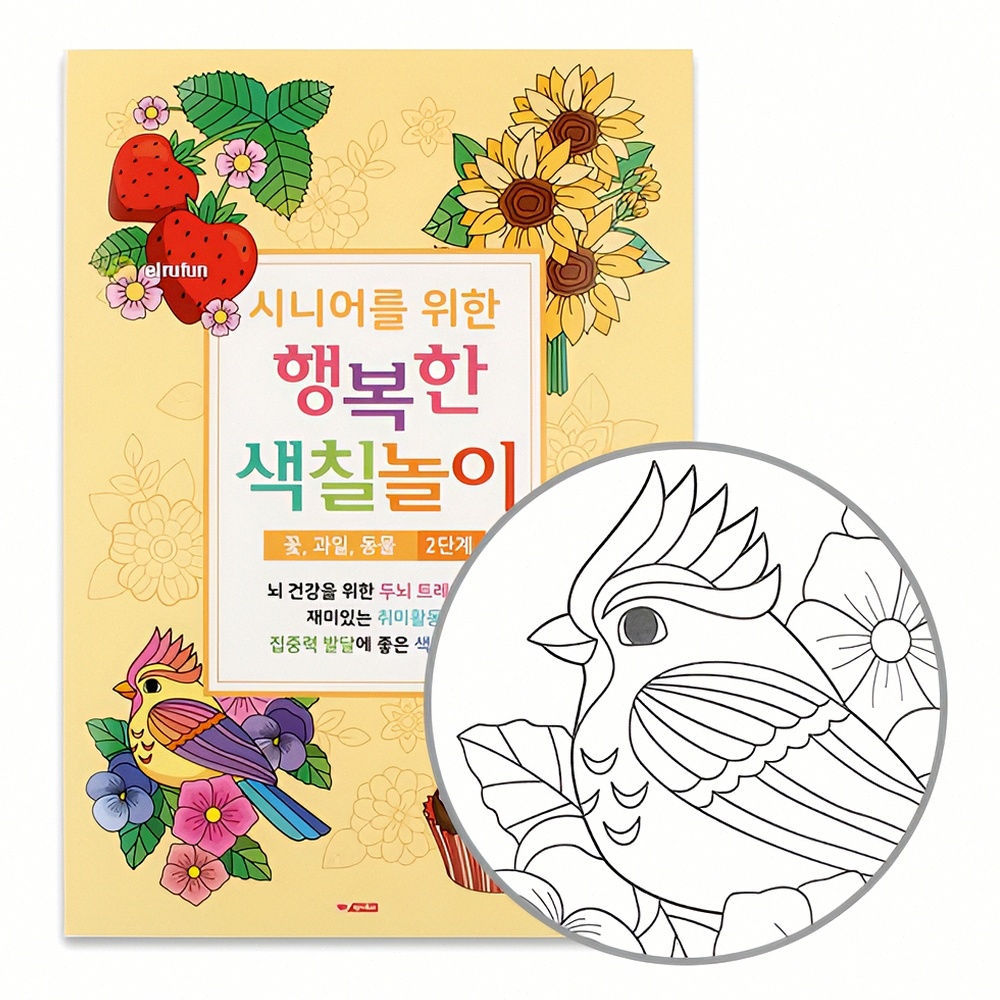 elrufun
시니어를 위한
행복한
색칠놀이
꽃, 과일, 동물 2단계
뇌 건강을 위한 두뇌 트레
재미있는 취미활동
집중력 발달에 좋은 색